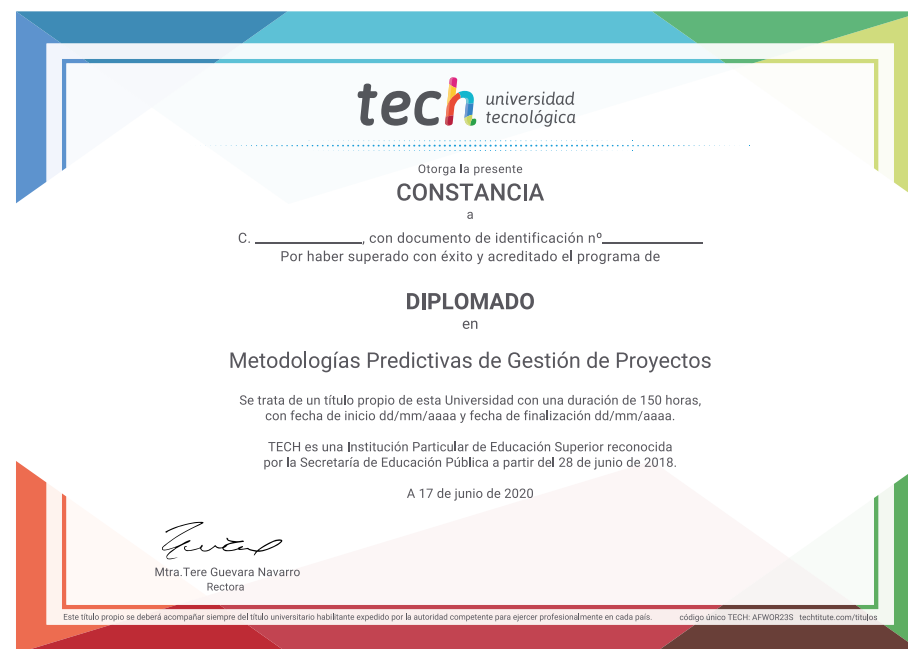 tech universidad
tecnológica
Otorga la presente
CONSTANCIA
a
C. ____________, con documento de identificación nº____________
Por haber superado con éxito y acreditado el programa de
DIPLOMADO
en
Metodologías Predictivas de Gestión de Proyectos
Se trata de un título propio de esta Universidad con una duración de 150 horas,
con fecha de inicio dd/mm/aaaa y fecha de finalización dd/mm/aaaa.
TECH es una Institución Particular de Educación Superior reconocida
por la Secretaría de Educación Pública a partir del 28 de junio de 2018.
A 17 de junio de 2020
Mtra.Tere Guevara Navarro
Rectora
Este título propio se deberá acompañar siempre del título universitario habilitante expedido por la autoridad competente para ejercer profesionalmente en cada país. código único TECH: AFWOR23S techtitute.com/titulos